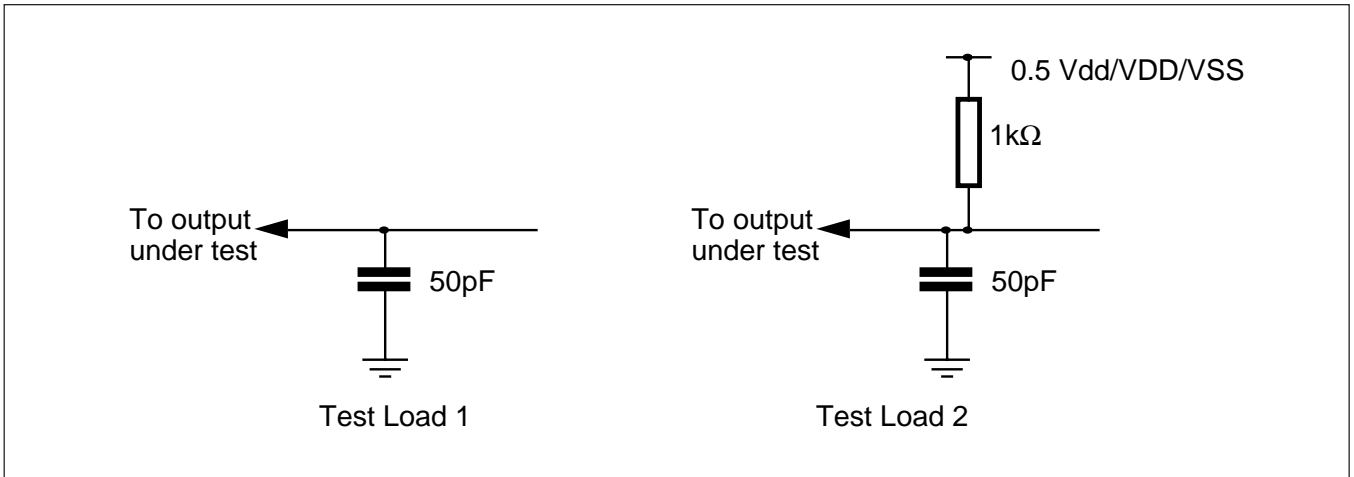 To output
under test
50pF
Test Load 1
0.5 Vdd/VDD/VSS
1kΩ
To output
under test
50pF
Test Load 2